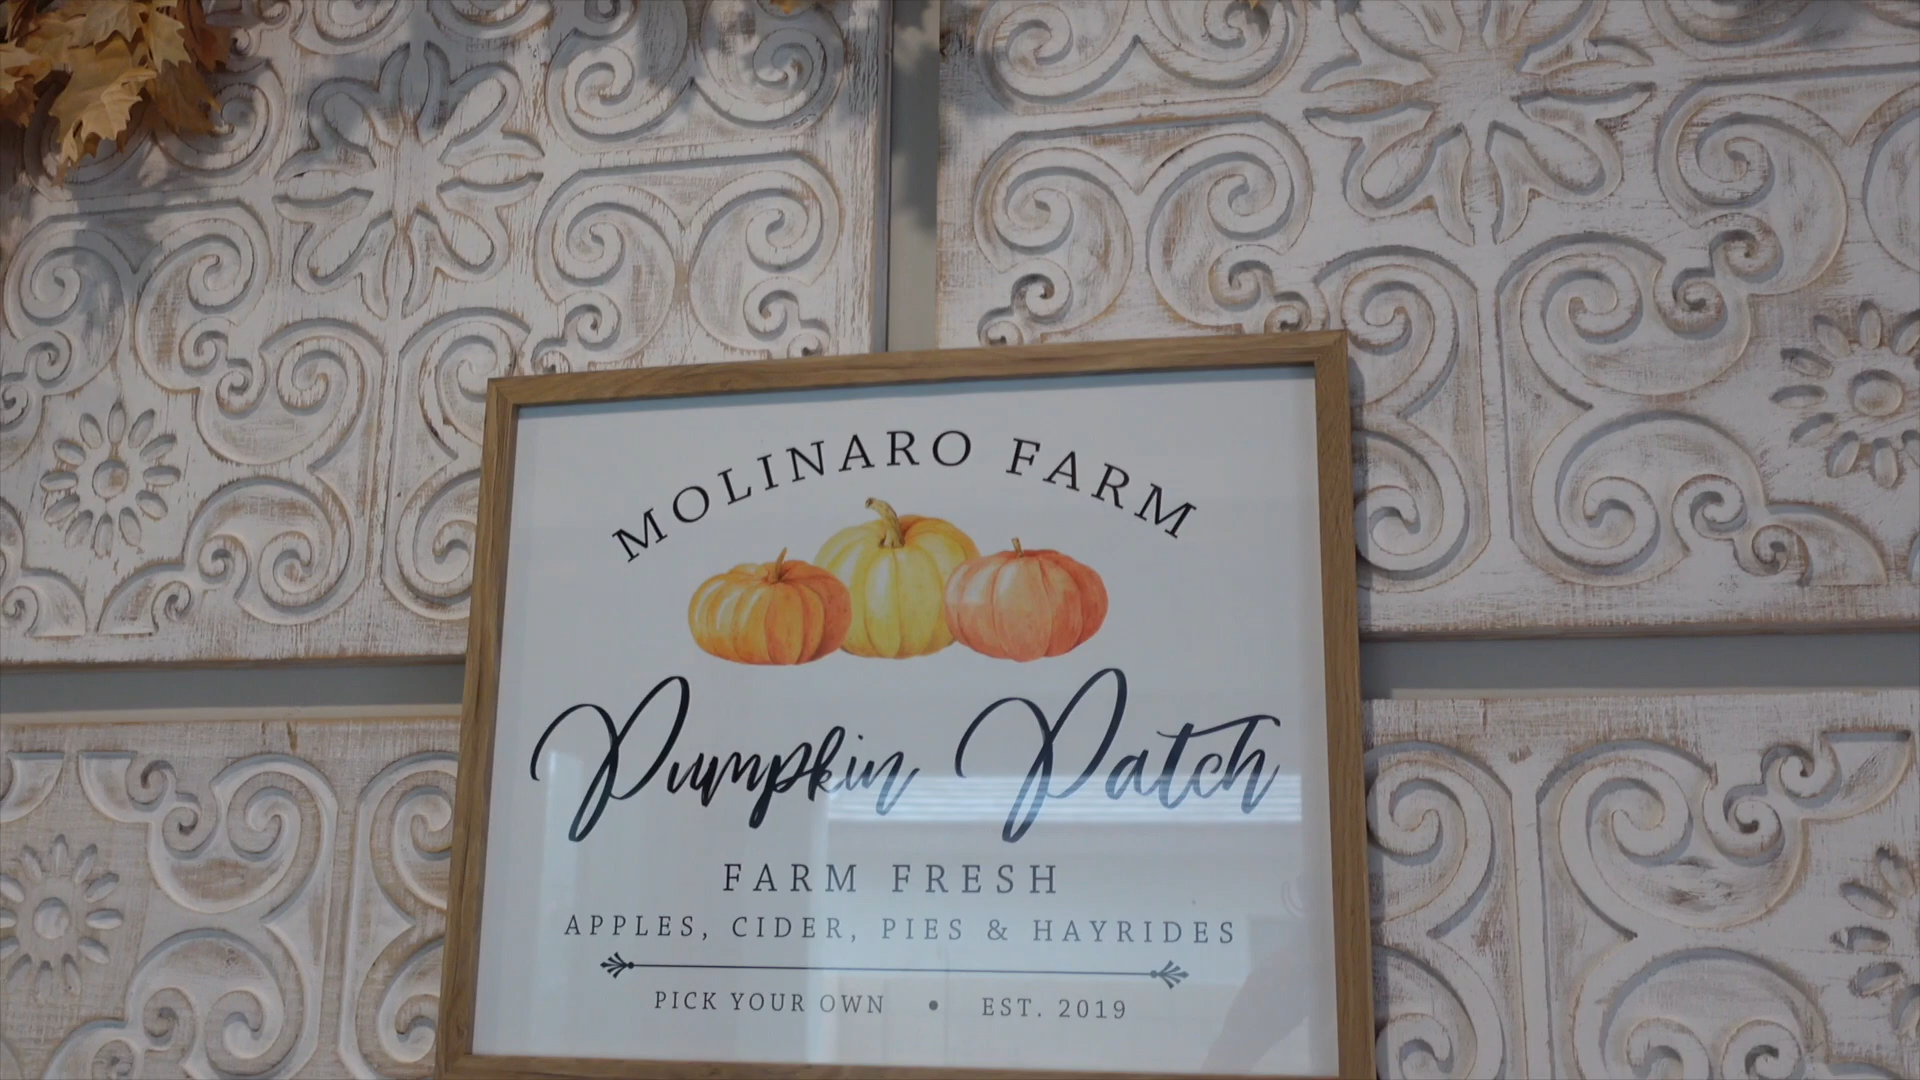 MOLINARO FARM
Pumpkin Patch
FARM FRESH
APPLES, CIDER, PIES & HAYRIDES
PICK YOUR OWN • EST. 2019